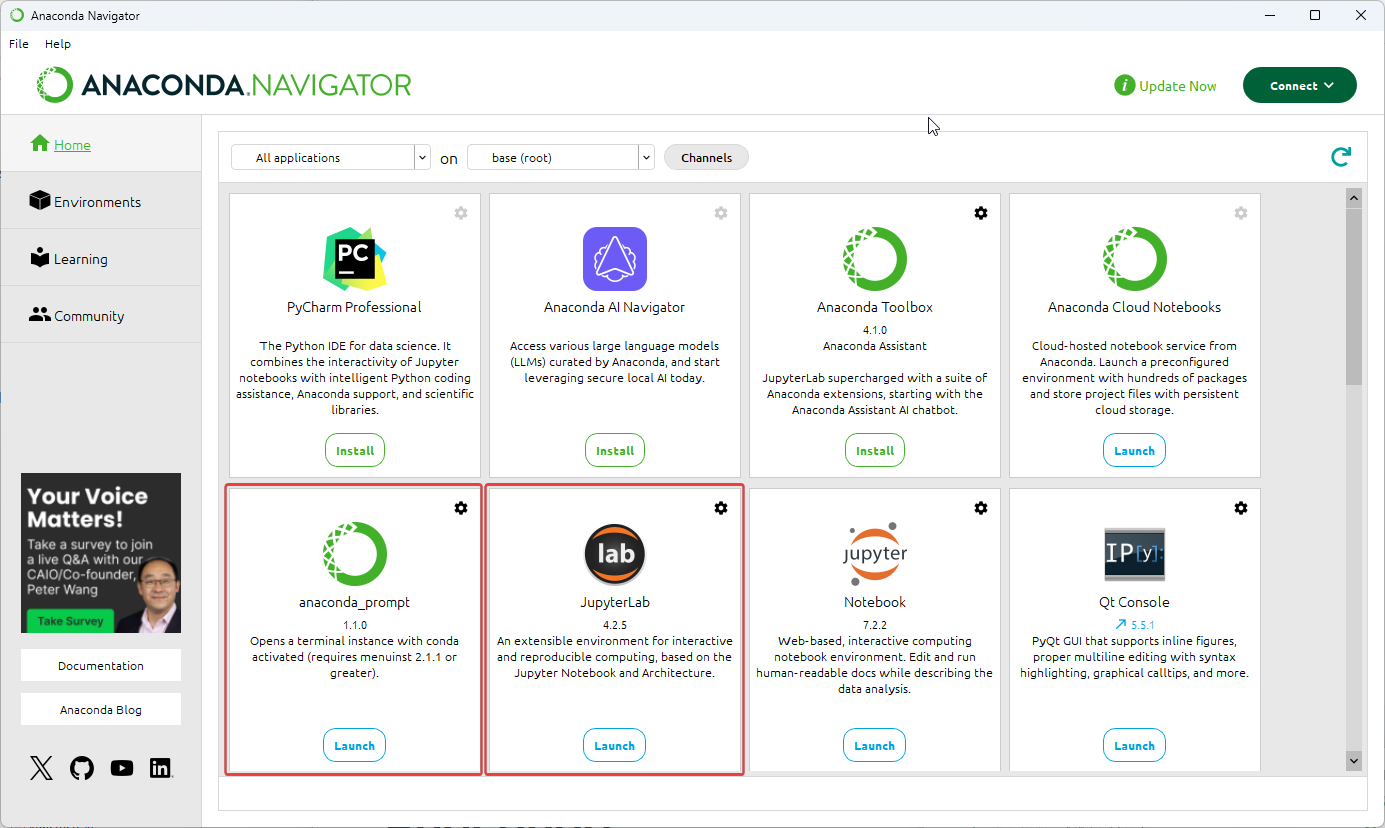 Anaconda Navigator
File Help
ANACONDA.NAVIGATOR
i Update Now
Connect
Home
Environments
Learning
Community
All applications
on
base (root)
Channels
PC
PyCharm Professional
The Python IDE for data science. It
combines the interactivity of Jupyter
notebooks with intelligent Python coding
assistance, Anaconda support, and scientific
libraries.
Install
Anaconda AI Navigator
Access various large language models
(LLMs) curated by Anaconda, and start
leveraging secure local AI today.
Install
Anaconda Toolbox
4.1.0
Anaconda Assistant
JupyterLab supercharged with a suite of
Anaconda extensions, starting with the
Anaconda Assistant AI chatbot.
Install
Anaconda Cloud Notebooks
Cloud-hosted notebook service from
Anaconda. Launch a preconfigured
environment with hundreds of packages
and store project files with persistent
cloud storage.
Launch
anaconda_prompt
1.1.0
Opens a terminal instance with conda
activated (requires menuinst 2.1.1 or
greater).
Launch
lab
JupyterLab
4.2.5
An extensible environment for interactive
and reproducible computing, based on the
Jupyter Notebook and Architecture.
Launch
jupyter
Notebook
7.2.2
Web-based, interactive computing
notebook environment. Edit and run
human-readable docs while describing the
data analysis.
Launch
IP[y]:
Qt Console
5.5.1
PyQt GUI that supports inline figures,
proper multiline editing with syntax
highlighting, graphical calltips, and more.
Launch
Your Voice
Matters!
Take a survey to join
a live Q&A with our
CAIO/Co-founder,
Peter Wang
Take Survey
Documentation
Anaconda Blog
X
in